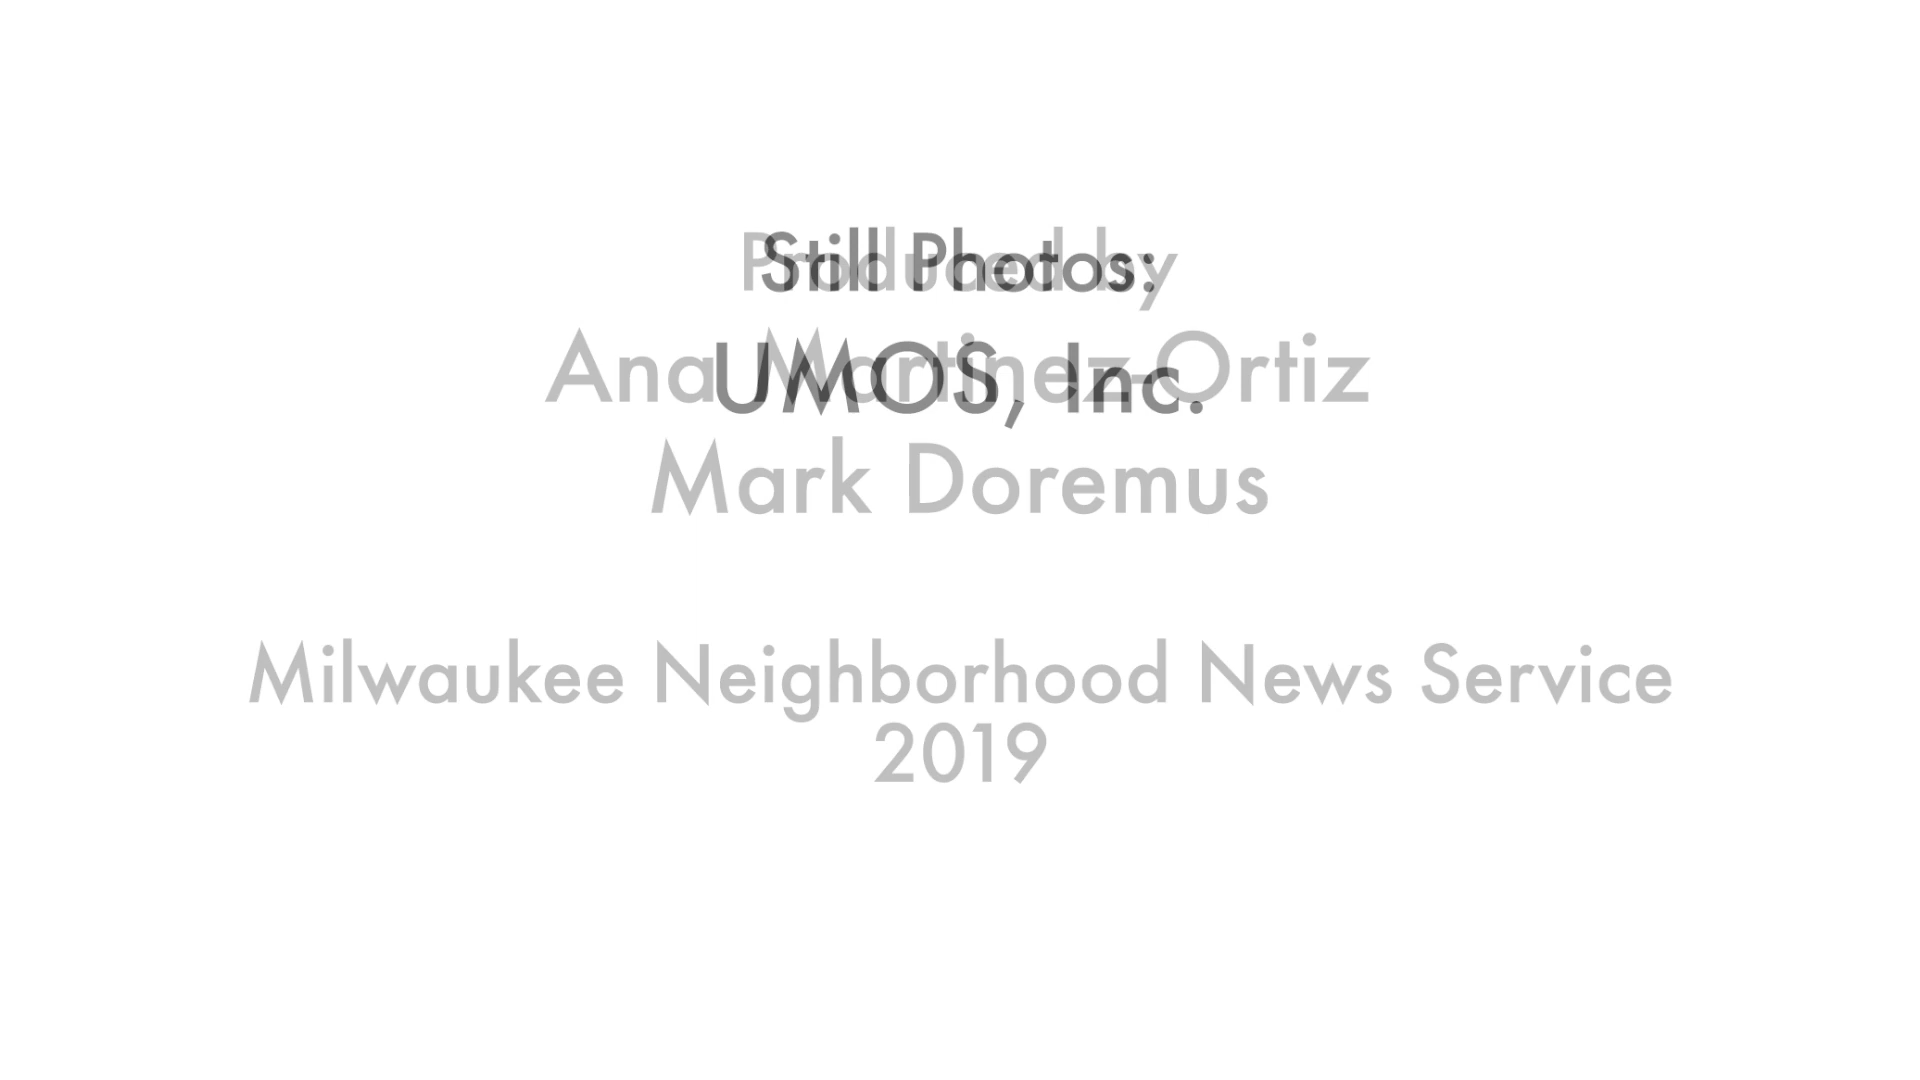 Produced by
Still Photos:
Ana Martinez-Ortiz
UMOS, Inc.
Mark Doremus
Milwaukee Neighborhood News Service
2019